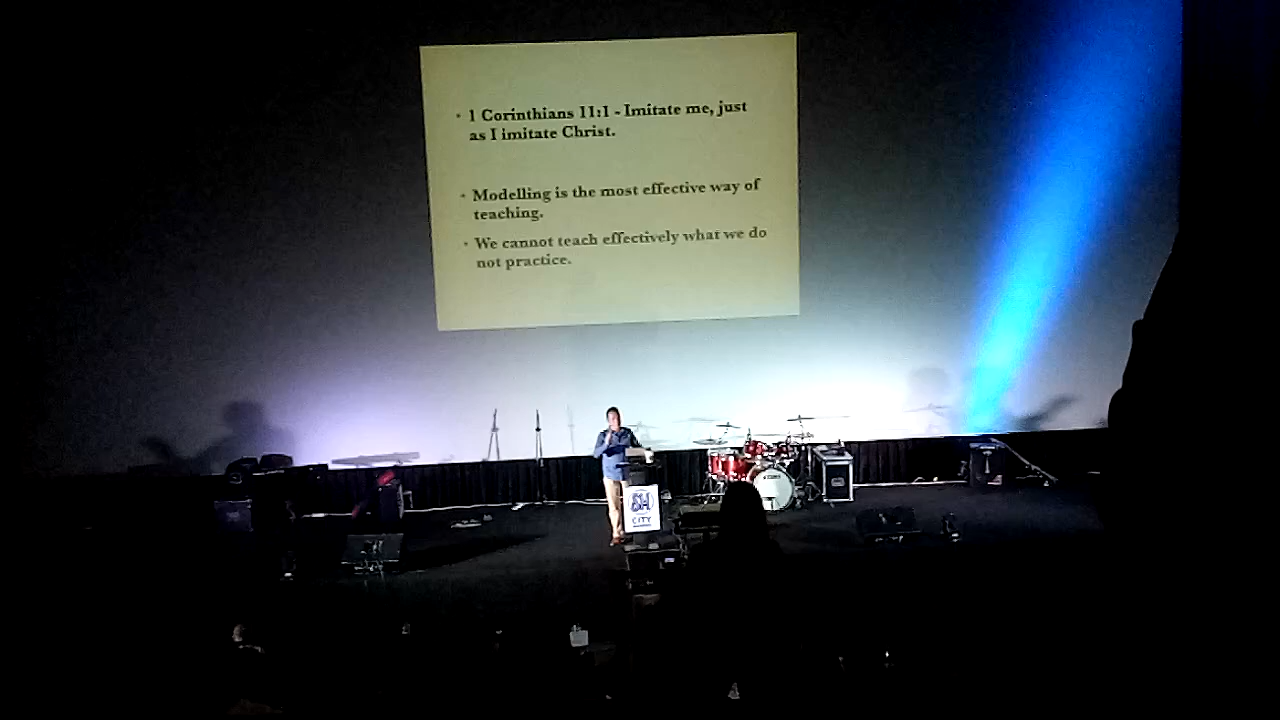 • 1 Corinthians 11:1 - Imitate me, just
as I imitate Christ.
• Modelling is the most effective way of
teaching.
• We cannot teach effectively what we do
not practice.
SM
CITY